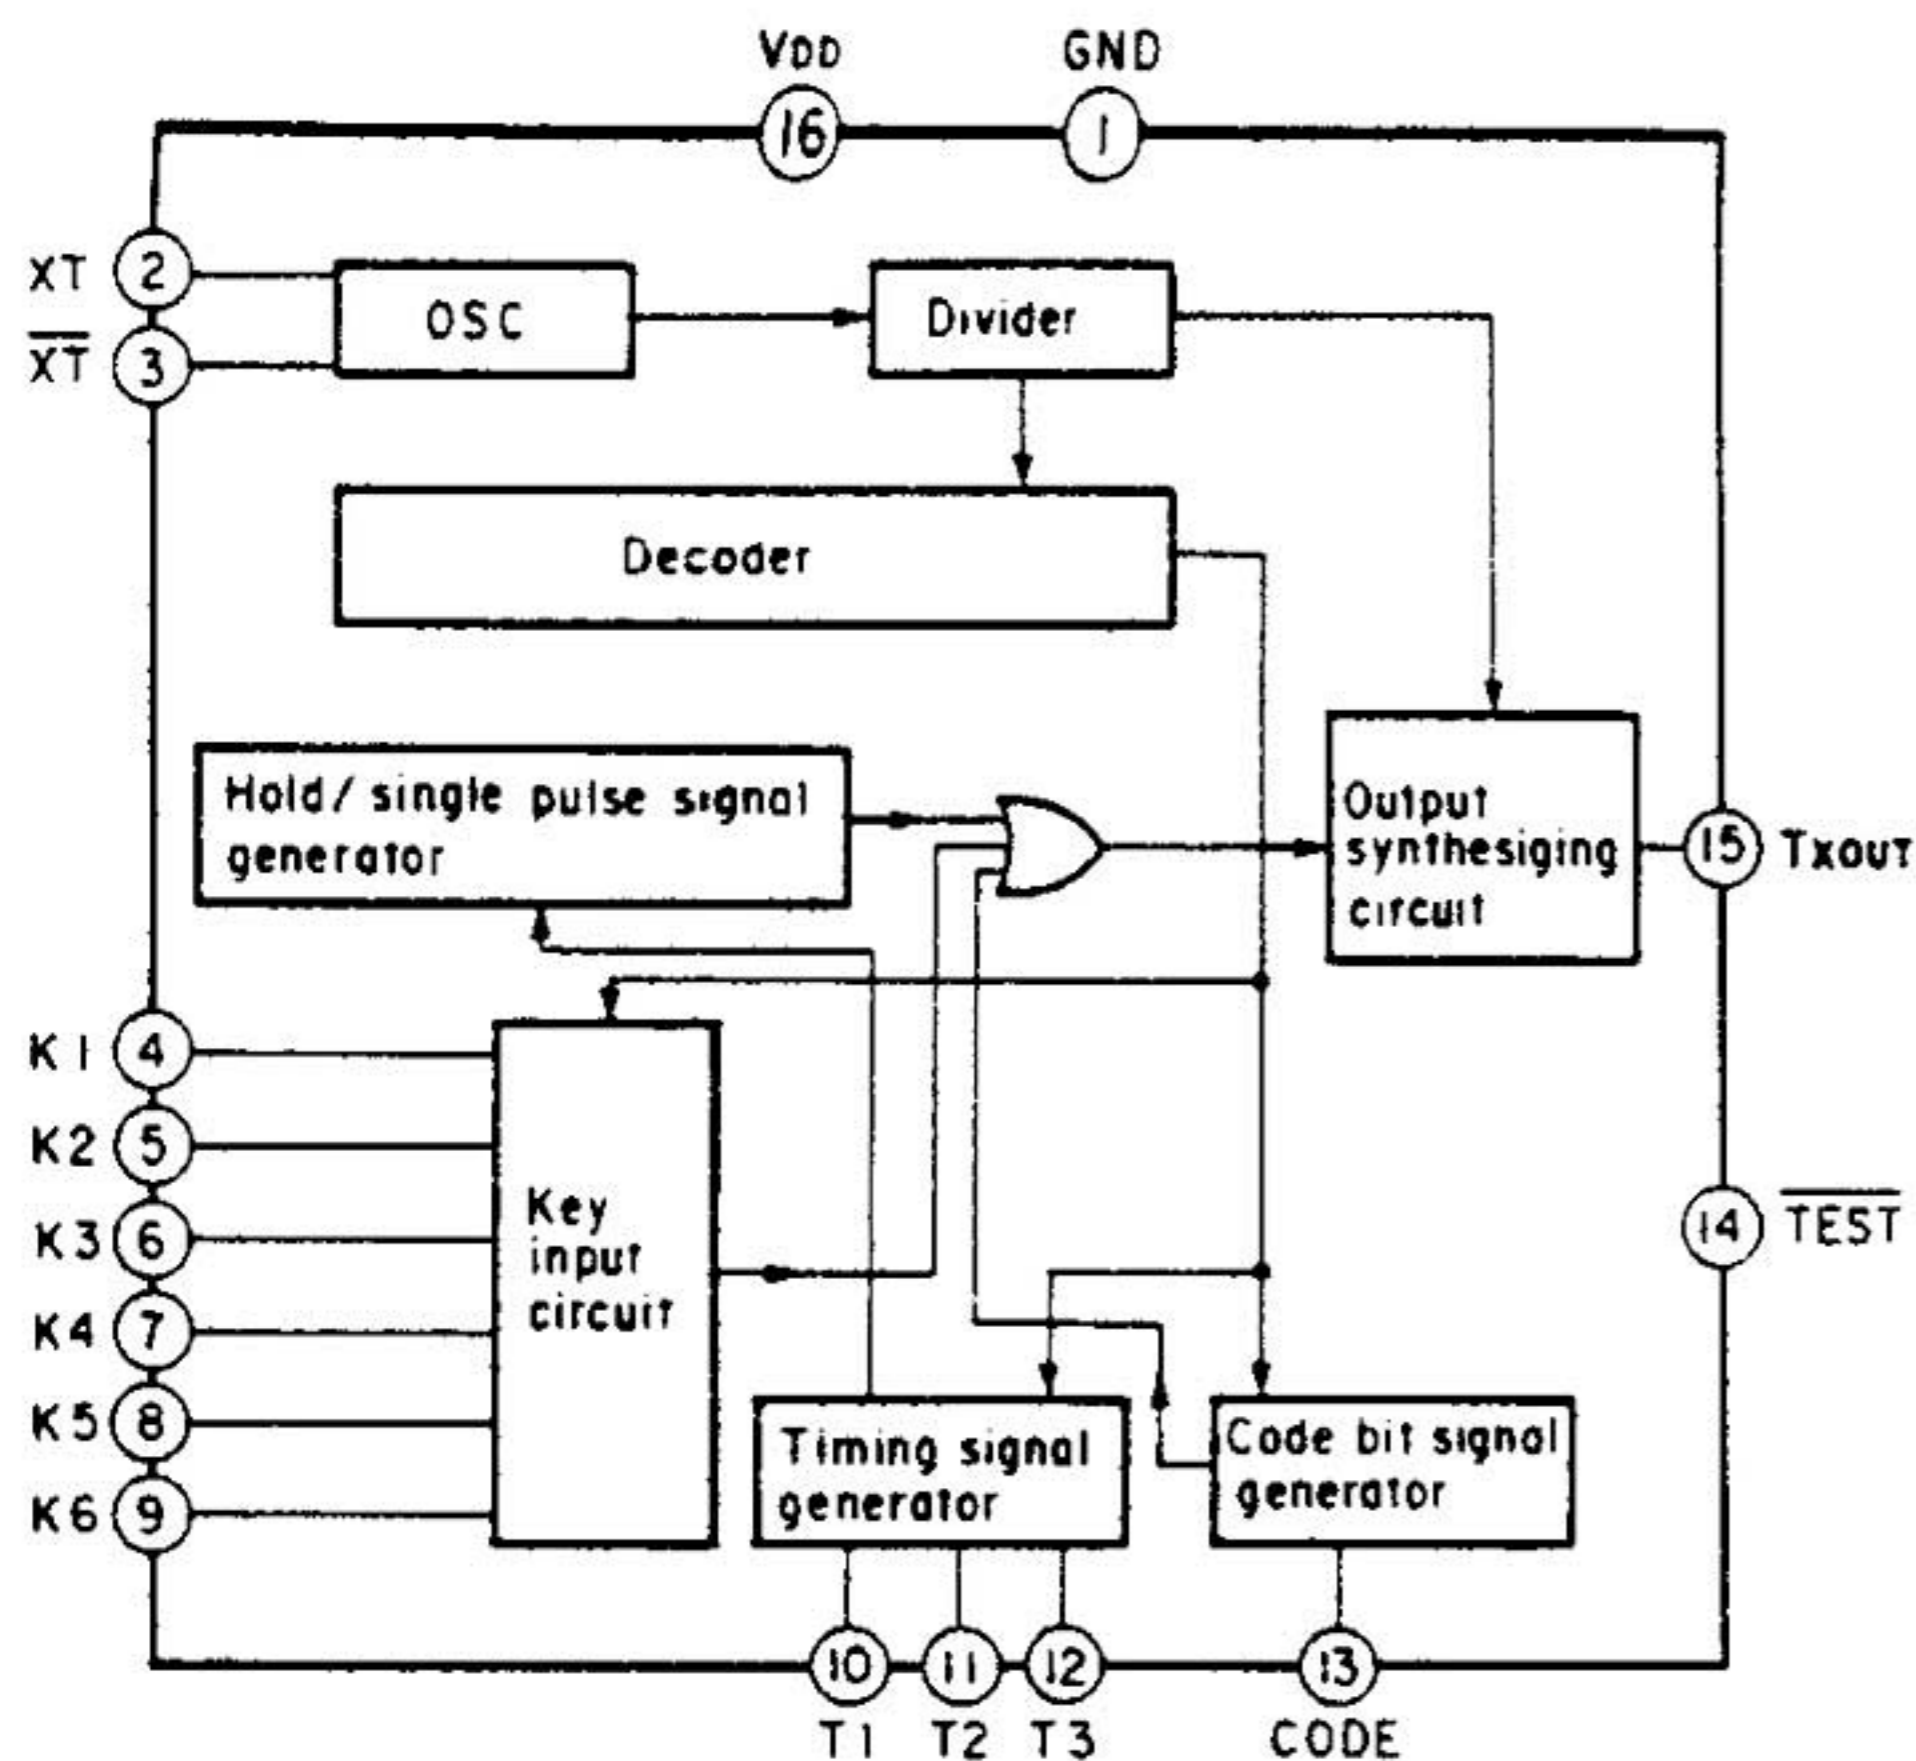 VDD
GND
16
1
XT
2
OSC
Divider
X̅T̅
3
Decoder
Hold/ single pulse signal
generator
Output
synthesiging
circuit
15
TXOUT
K1
4
K2
5
K3
6
K4
7
K5
8
K6
9
Key
input
circuit
14
T̅E̅S̅T̅
Timing signal
generator
Code bit signal
generator
10
11
12
13
T1
T2
T3
CODE